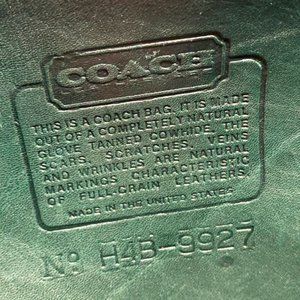 COACH
THIS IS A COACH BAG. IT IS MADE
OUT OF A COMPLETELY NATURAL
GLOVE TANNED COWHIDE, THE
SCARS, SCRATCHES, VEINS
AND WRINKLES ARE NATURAL
MARKINGS CHARACTERISTIC
OF FULL-GRAIN LEATHERS.
MADE IN THE UNITED STATES
Nº H4B-9927